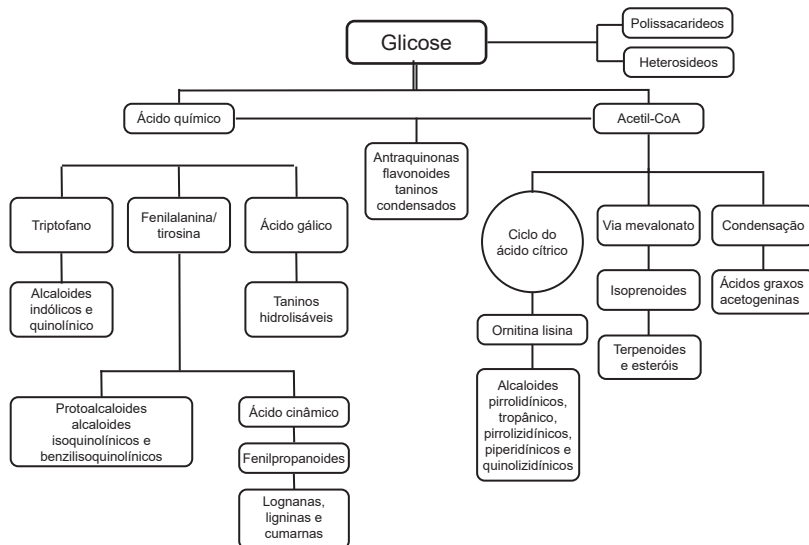 Glicose
Polissacarideos
Heterosideos
Ácido químico
Acetil-CoA
Antraquinonas
flavonoides
taninos
condensados
Triptofano
Fenilalanina/
tirosina
Ácido gálico
Ciclo do
ácido cítrico
Via mevalonato
Condensação
Alcaloides
indólicos e
quinolínico
Taninos
hidrolisáveis
Isoprenoides
Ácidos graxos
acetogeninas
Ornitina lisina
Terpenoides
e esteróis
Protoalcaloides
alcaloides
isoquinolínicos e
benzilisoquinolínicos
Ácido cinâmico
Alcaloides
pirrolidínicos,
tropânico,
pirrolizidínicos,
piperidínicos e
quinolizidínicos
Fenilpropanoides
Lognanas,
ligninas e
cumarnas